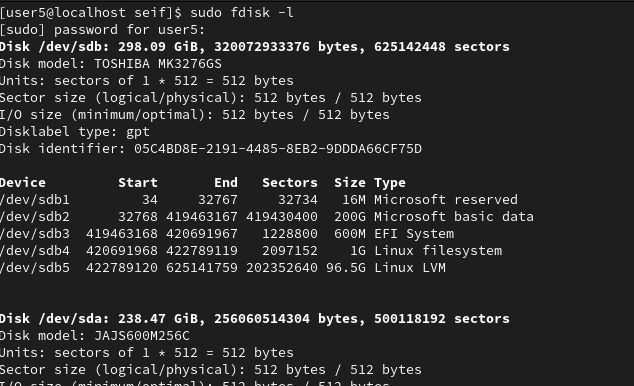 [user5@localhost seif]$ sudo fdisk -l
[sudo] password for user5:
Disk /dev/sdb: 298.09 GiB, 320072933376 bytes, 625142448 sectors
Disk model: TOSHIBA MK3276GS
Units: sectors of 1 * 512 = 512 bytes
Sector size (logical/physical): 512 bytes / 512 bytes
I/O size (minimum/optimal): 512 bytes / 512 bytes
Disklabel type: gpt
Disk identifier: 05C4BD8E-2191-4485-8EB2-9DDDA66CF75D
Device Start End Sectors Size Type
/dev/sdb1 34 32767 32734 16M Microsoft reserved
/dev/sdb2 32768 419463167 419430400 200G Microsoft basic data
/dev/sdb3 419463168 420691967 1228800 600M EFI System
/dev/sdb4 420691968 422789119 2097152 1G Linux filesystem
/dev/sdb5 422789120 625141759 202352640 96.5G Linux LVM
Disk /dev/sda: 238.47 GiB, 256060514304 bytes, 500118192 sectors
Disk model: JAJS600M256C
Units: sectors of 1 * 512 = 512 bytes
Sector size (logical/physical): 512 bytes / 512 bytes
I/O size (minimum/optimal): 512 bytes / 512 bytes